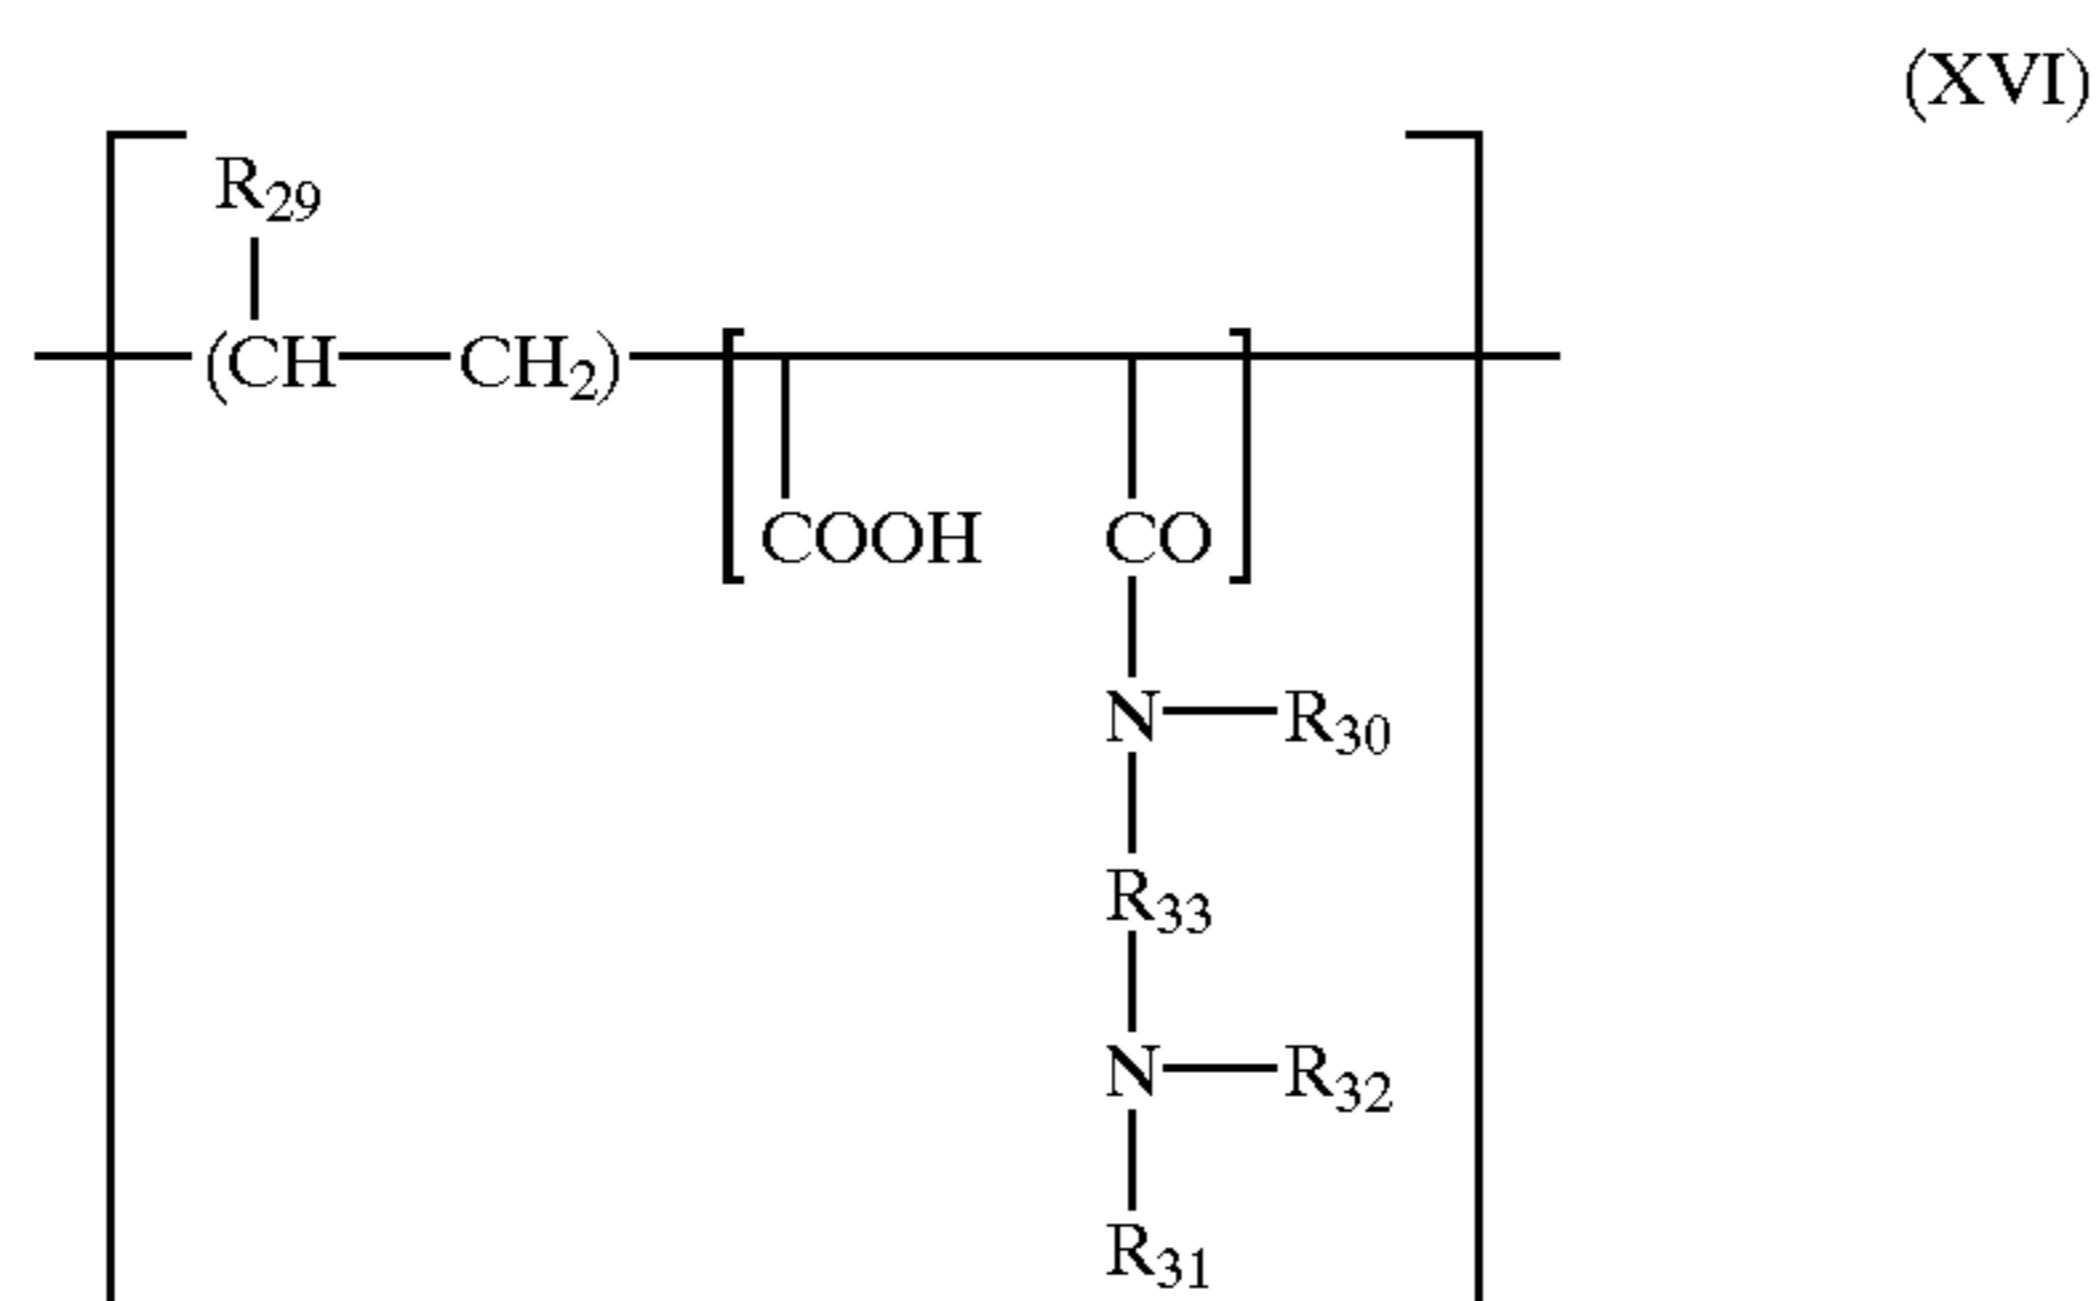 (XVI)
R29
(CH—CH2)
COOH CO
N—R30
R33
N—R32
R31